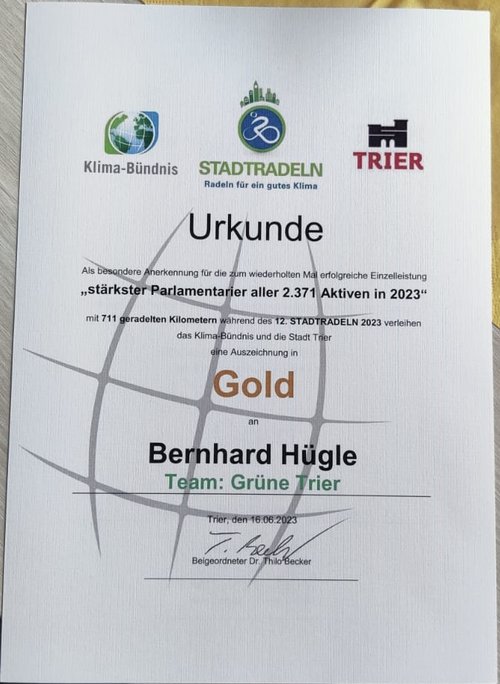 Klima-Bündnis
STADTRADELN
Radeln für ein gutes Klima
TRIER
Urkunde
Als besondere Anerkennung für die zum wiederholten Mal erfolgreiche Einzelleistung
„stärkster Parlamentarier aller 2.371 Aktiven in 2023“
mit 711 geradelten Kilometern während des 12. STADTRADELN 2023 verleihen
das Klima-Bündnis und die Stadt Trier
eine Auszeichnung in
Gold
an
Bernhard Hügle
Team: Grüne Trier
Trier, den 16.06.2023
T. Becker
Beigeordneter Dr. Thilo Becker